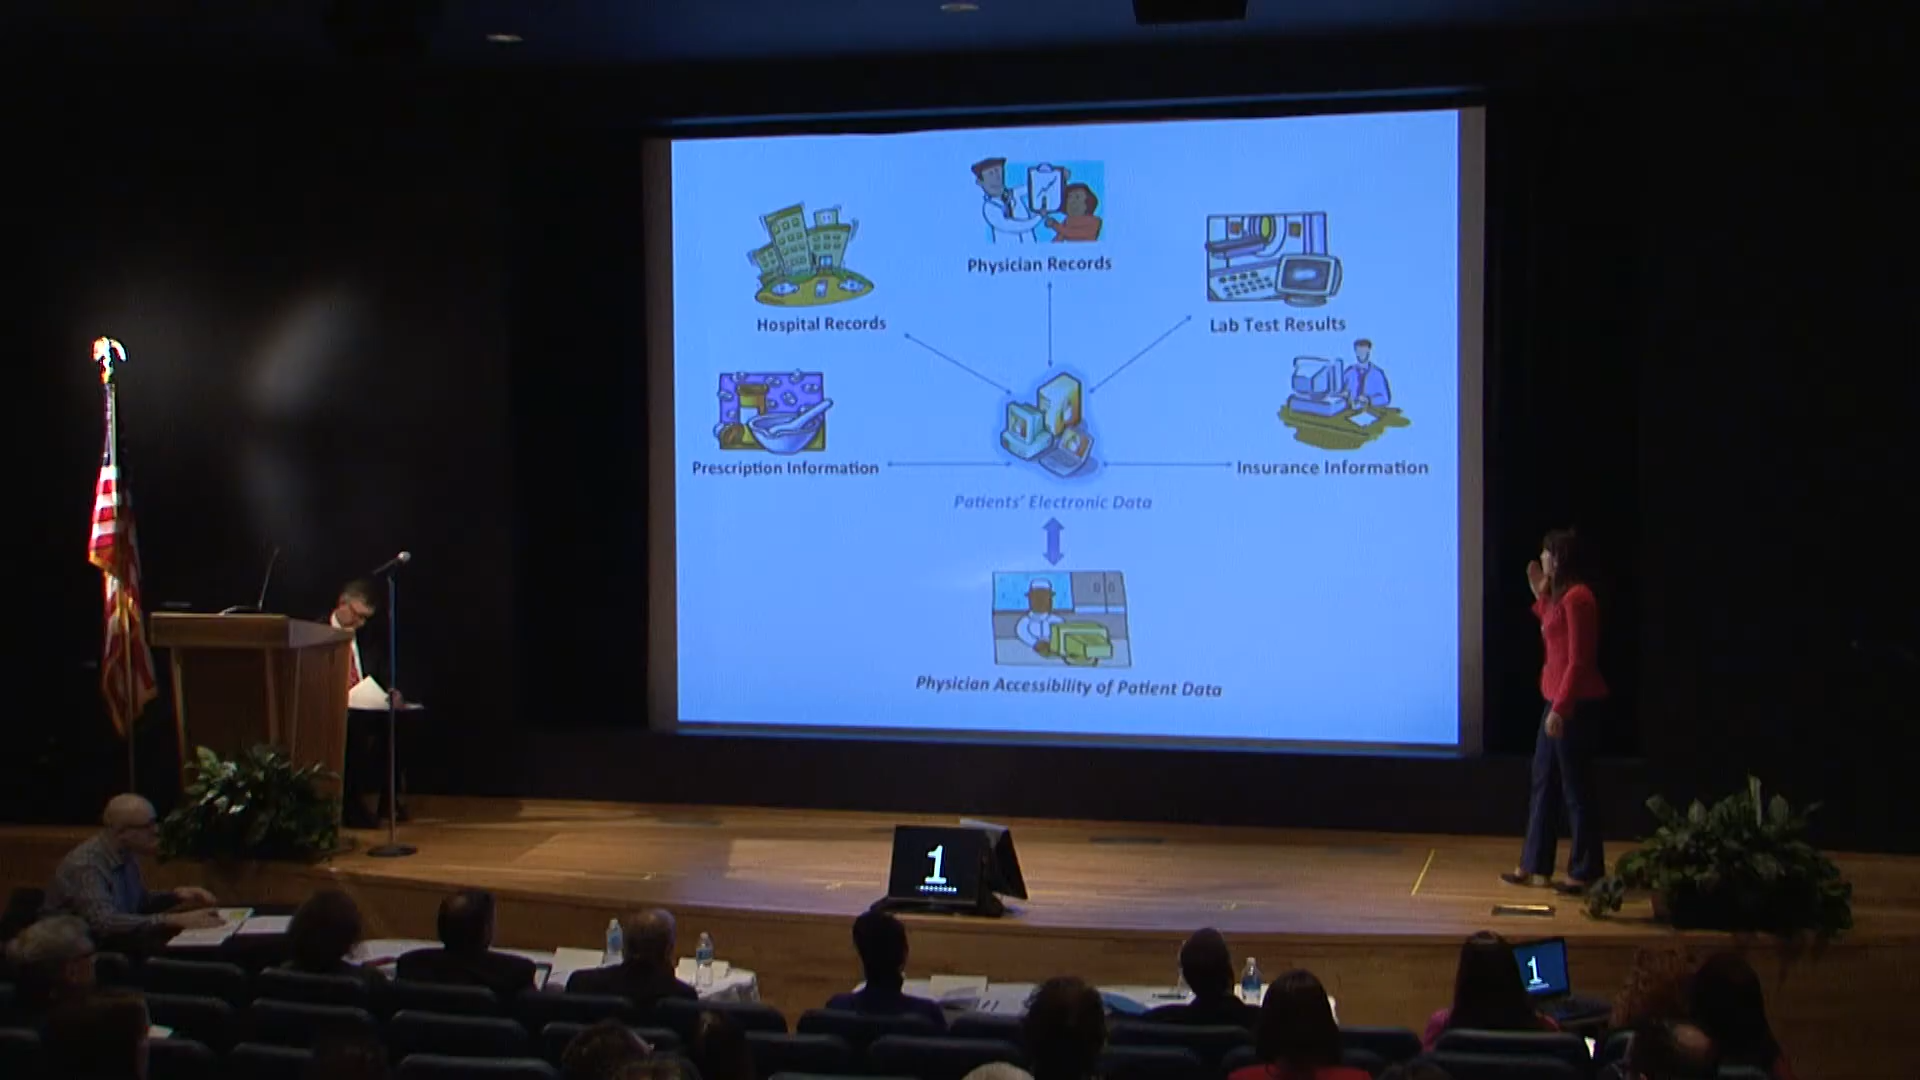 Physician Records
Hospital Records
Lab Test Results
Prescription Information
Insurance Information
Patients' Electronic Data
Physician Accessibility of Patient Data
1
1